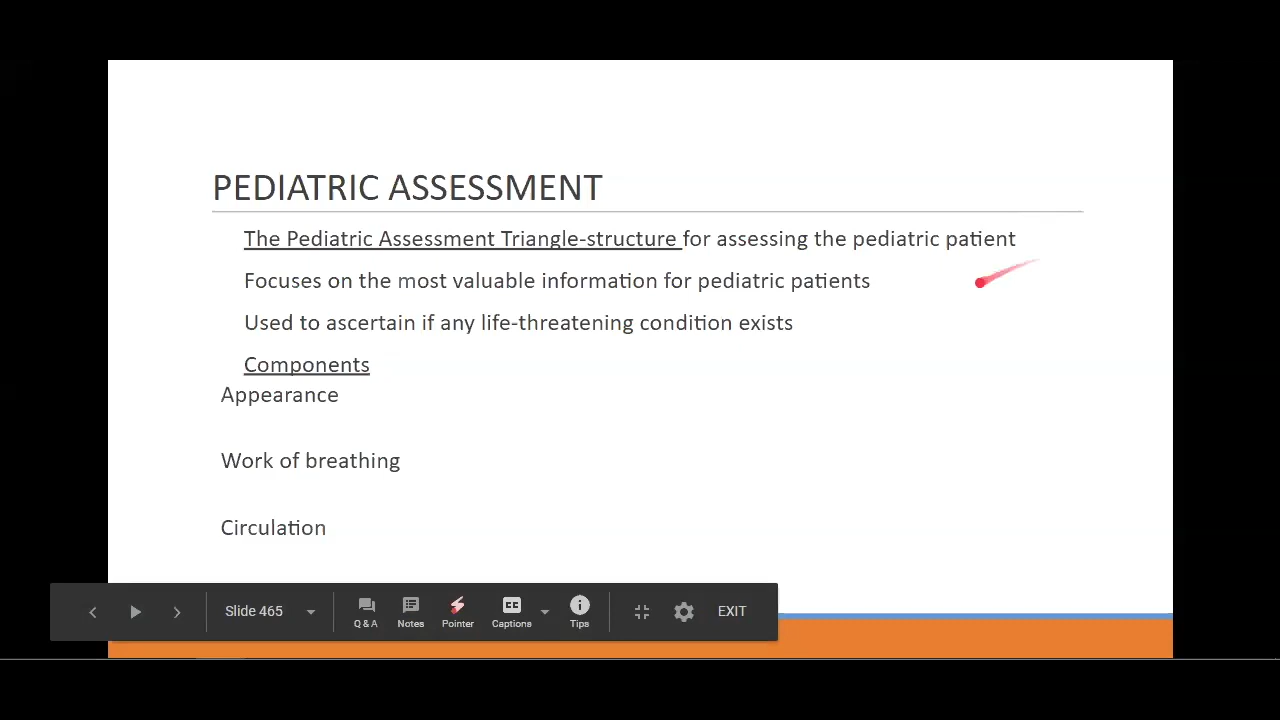 PEDIATRIC ASSESSMENT
The Pediatric Assessment Triangle-structure for assessing the pediatric patient
Focuses on the most valuable information for pediatric patients
Used to ascertain if any life-threatening condition exists
Components
Appearance
Work of breathing
Circulation
Slide 465
Q & A
Notes
Pointer
CC
Captions
Tips
EXIT